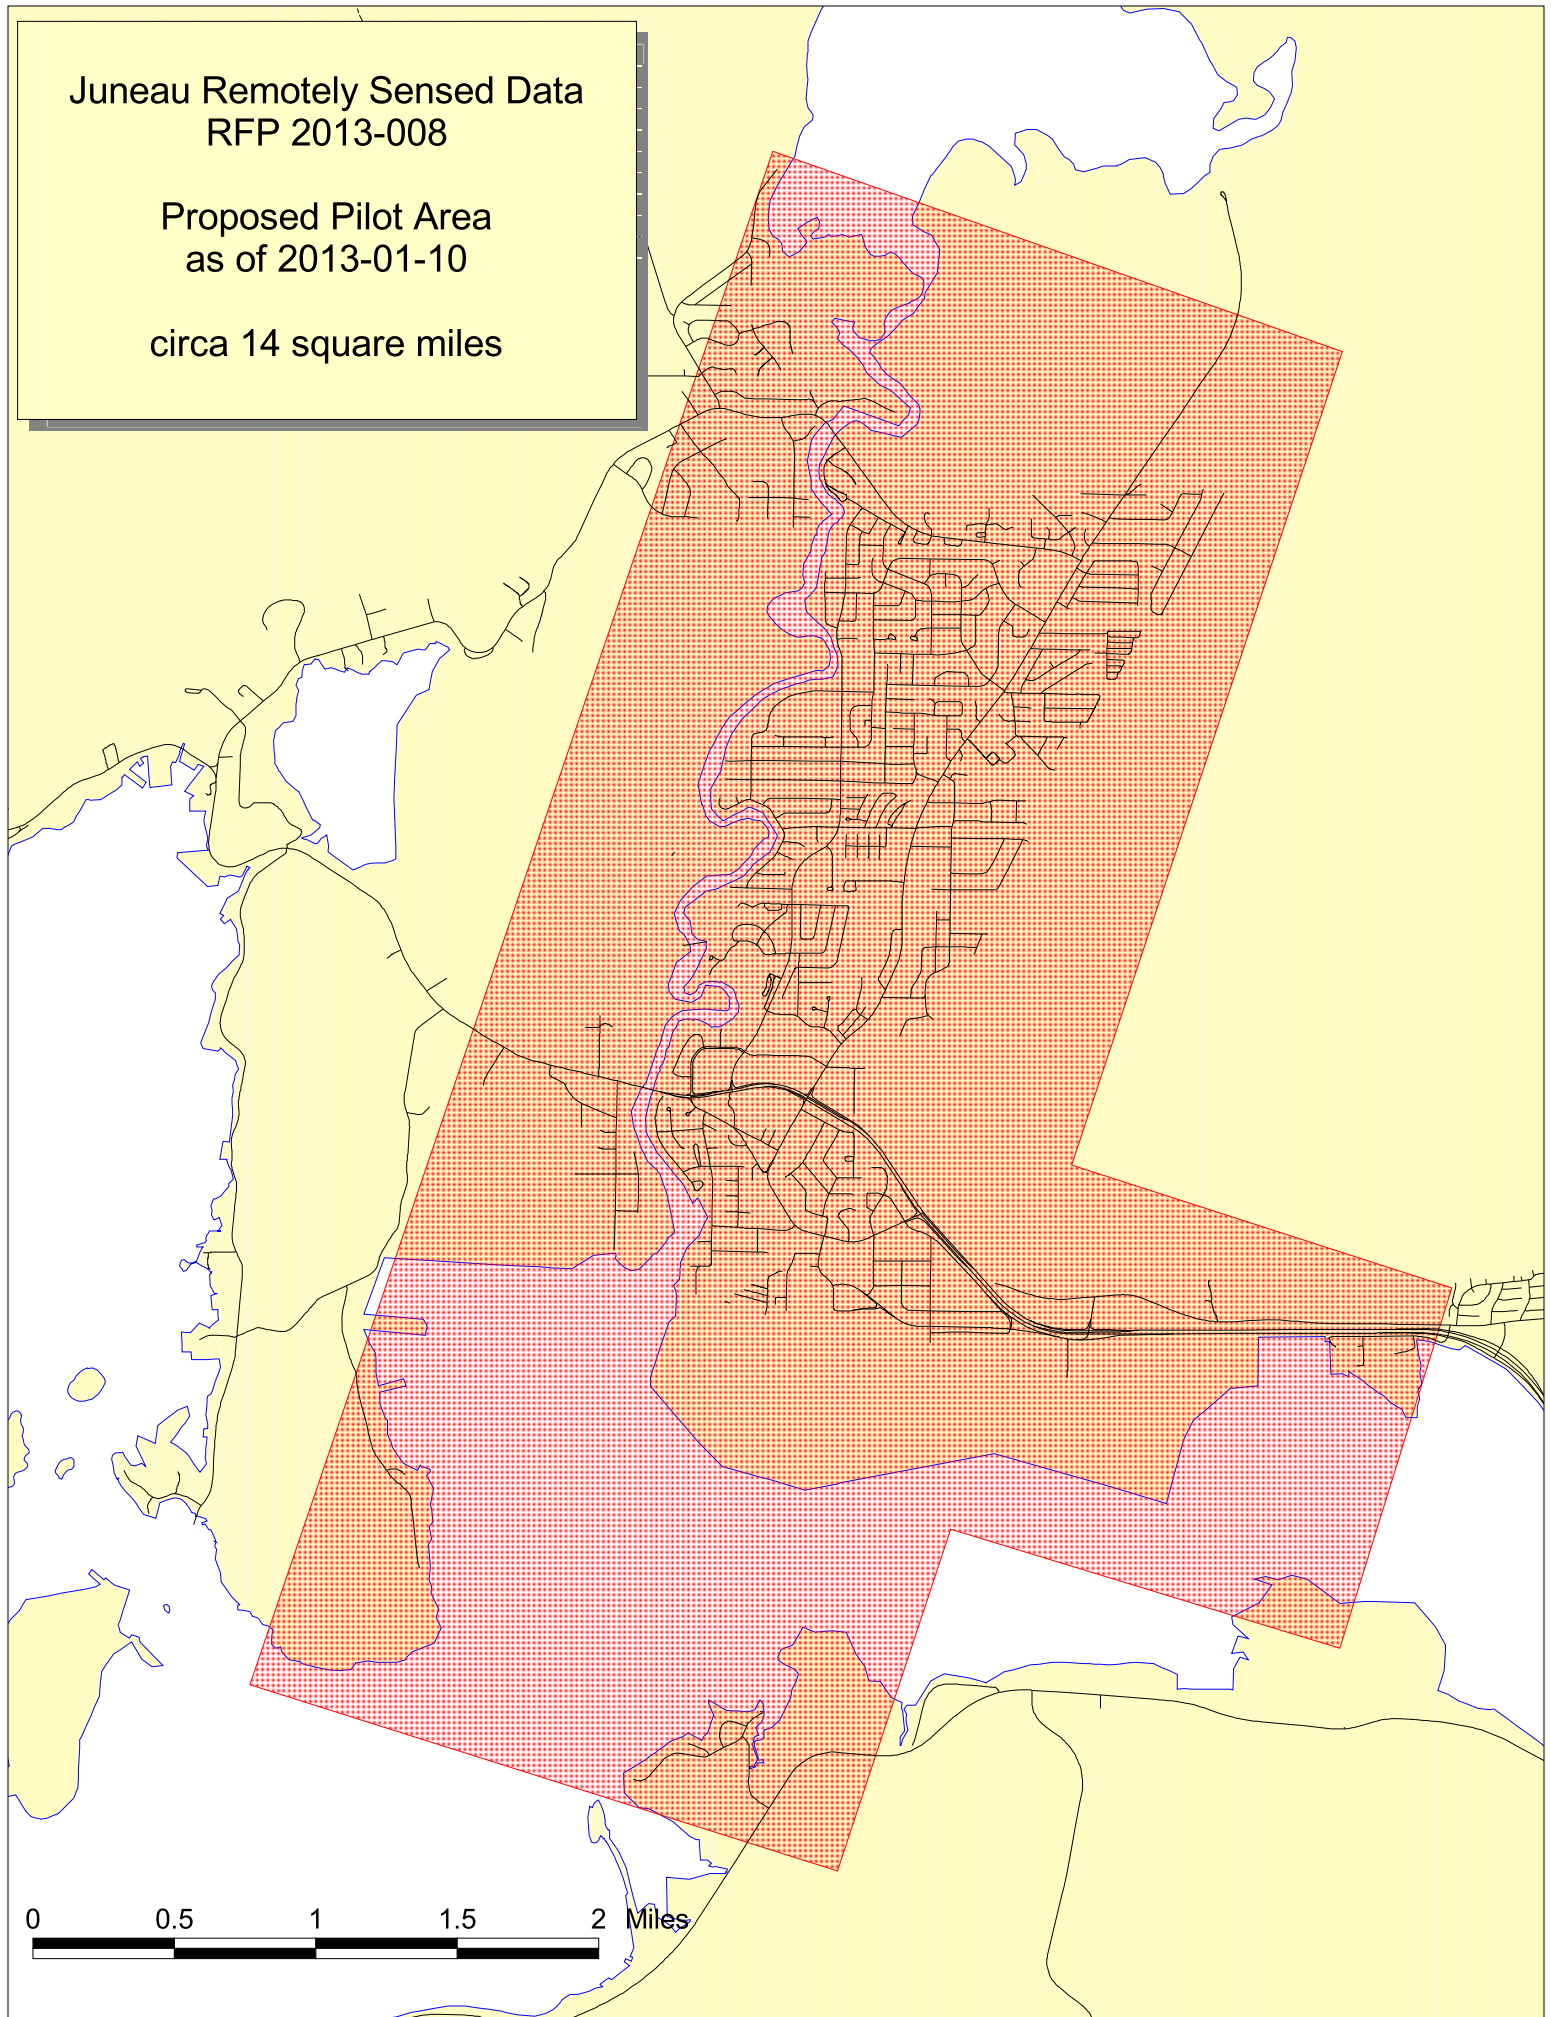 Juneau Remotely Sensed Data
RFP 2013-008
Proposed Pilot Area
as of 2013-01-10
circa 14 square miles
0 0.5 1 1.5 2 Miles